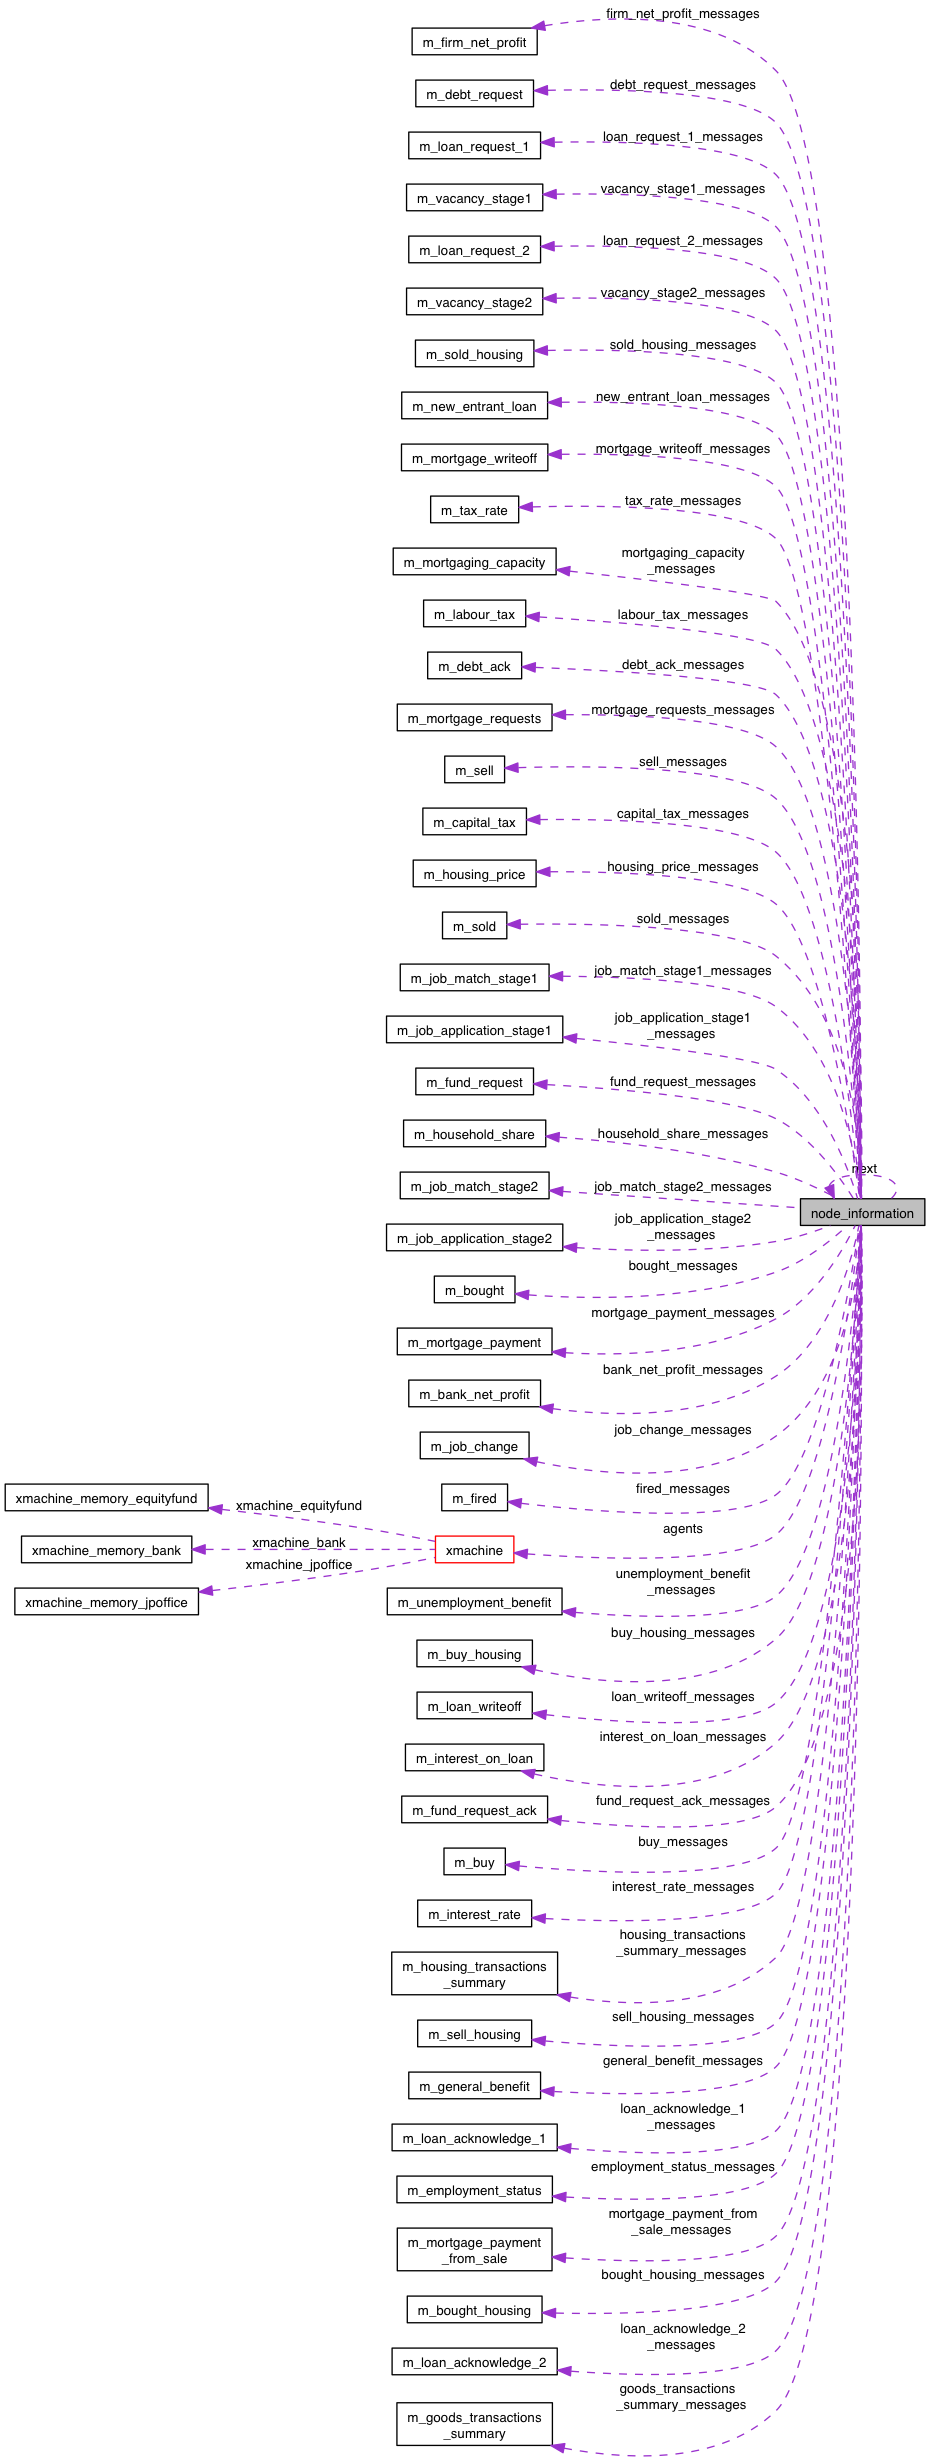 firm_net_profit_messages
m_firm_net_profit
debt_request_messages
m_debt_request
loan_request_1_messages
m_loan_request_1
vacancy_stage1_messages
m_vacancy_stage1
loan_request_2_messages
m_loan_request_2
vacancy_stage2_messages
m_vacancy_stage2
sold_housing_messages
m_sold_housing
new_entrant_loan_messages
m_new_entrant_loan
mortgage_writeoff_messages
m_mortgage_writeoff
tax_rate_messages
m_tax_rate
mortgaging_capacity
_messages
m_mortgaging_capacity
labour_tax_messages
m_labour_tax
debt_ack_messages
m_debt_ack
mortgage_requests_messages
m_mortgage_requests
sell_messages
m_sell
capital_tax_messages
m_capital_tax
housing_price_messages
m_housing_price
sold_messages
m_sold
job_match_stage1_messages
m_job_match_stage1
job_application_stage1
_messages
m_job_application_stage1
fund_request_messages
m_fund_request
household_share_messages
m_household_share
next
node_information
job_match_stage2_messages
m_job_match_stage2
job_application_stage2
_messages
m_job_application_stage2
bought_messages
m_bought
mortgage_payment_messages
m_mortgage_payment
bank_net_profit_messages
m_bank_net_profit
job_change_messages
m_job_change
fired_messages
m_fired
xmachine_memory_equityfund
xmachine_equityfund
agents
xmachine_memory_bank
xmachine_bank
xmachine
xmachine_jpoffice
xmachine_memory_jpoffice
unemployment_benefit
_messages
m_unemployment_benefit
buy_housing_messages
m_buy_housing
loan_writeoff_messages
m_loan_writeoff
interest_on_loan_messages
m_interest_on_loan
fund_request_ack_messages
m_fund_request_ack
buy_messages
m_buy
interest_rate_messages
m_interest_rate
housing_transactions
_summary_messages
m_housing_transactions
_summary
sell_housing_messages
m_sell_housing
general_benefit_messages
m_general_benefit
loan_acknowledge_1
_messages
m_loan_acknowledge_1
employment_status_messages
m_employment_status
mortgage_payment_from
_sale_messages
m_mortgage_payment
_from_sale
bought_housing_messages
m_bought_housing
loan_acknowledge_2
_messages
m_loan_acknowledge_2
goods_transactions
_summary_messages
m_goods_transactions
_summary